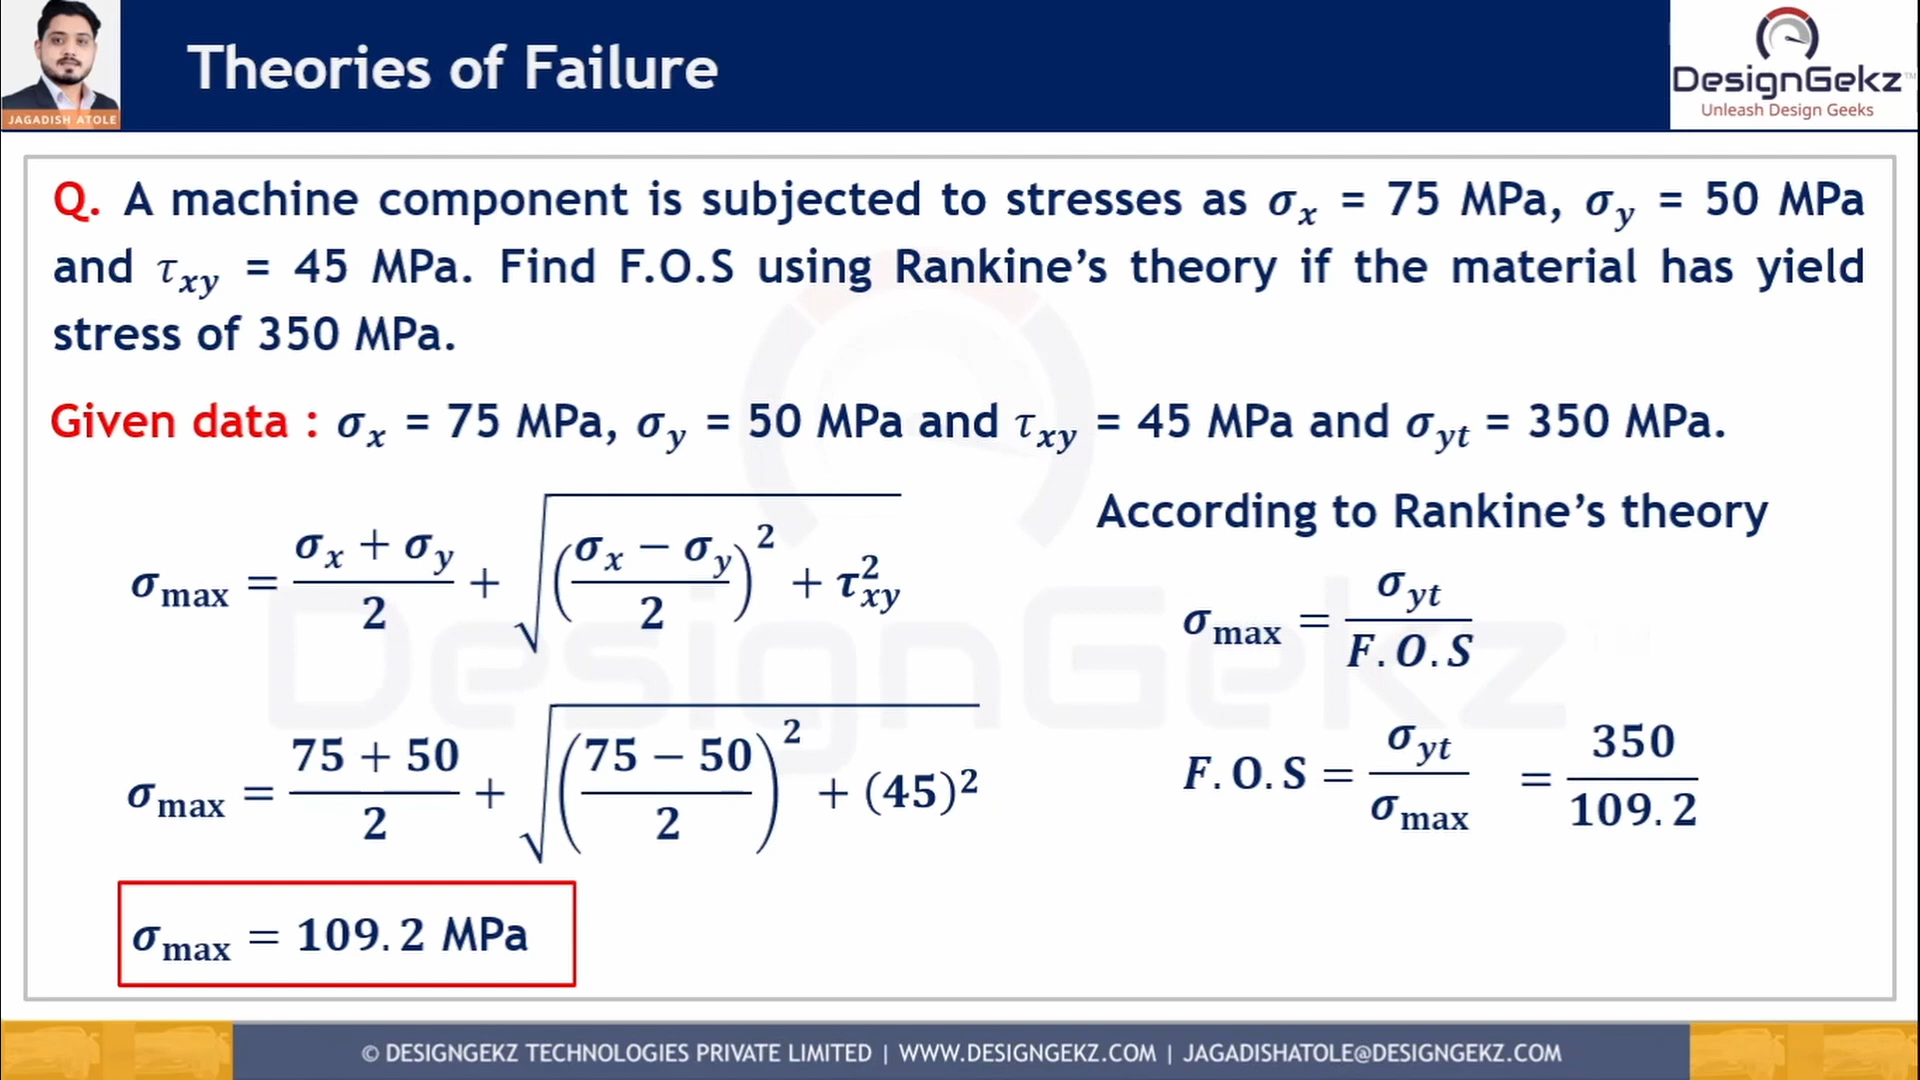 JAGADISH ATOLE
Theories of Failure
DesignGekz™
Unleash Design Geeks
Q. A machine component is subjected to stresses as σx = 75 MPa, σy = 50 MPa
and τxy = 45 MPa. Find F.O.S using Rankine’s theory if the material has yield
stress of 350 MPa.
Given data : σx = 75 MPa, σy = 50 MPa and τxy = 45 MPa and σyt = 350 MPa.
σmax = (σx + σy)/2 + √(((σx − σy)/2)² + τ²xy)
σmax = (75 + 50)/2 + √(((75 − 50)/2)² + (45)²)
σmax = 109.2 MPa
According to Rankine’s theory
σmax = σyt/F.O.S
F.O.S = σyt/σmax = 350/109.2
DesignGekz™
© DESIGNGEKZ TECHNOLOGIES PRIVATE LIMITED | WWW.DESIGNGEKZ.COM | JAGADISHATOLE@DESIGNGEKZ.COM